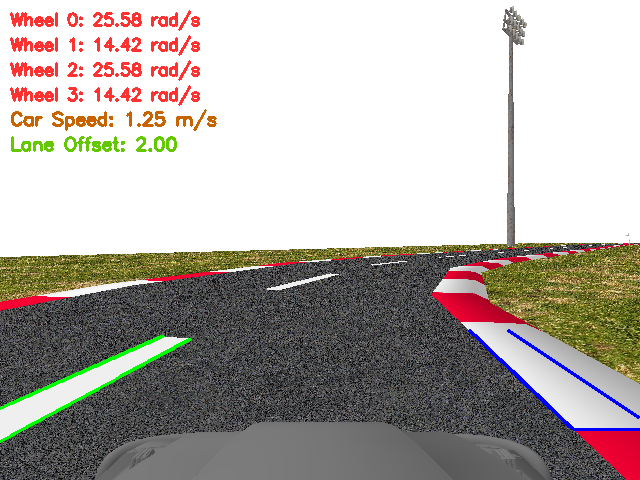 Wheel 0: 25.58 rad/s
Wheel 1: 14.42 rad/s
Wheel 2: 25.58 rad/s
Wheel 3: 14.42 rad/s
Car Speed: 1.25 m/s
Lane Offset: 2.00